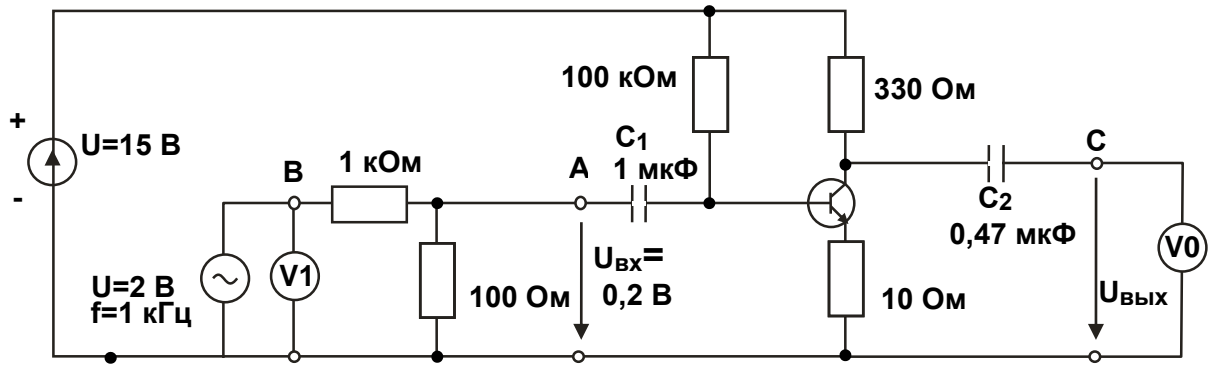 +
U=15 В
-
B
1 кОм
A
C1
1 мкФ
100 кОм
330 Ом
C
C2
0,47 мкФ
V0
V1
U=2 В
f=1 кГц
100 Ом
Uвх=
0,2 В
10 Ом
Uвых